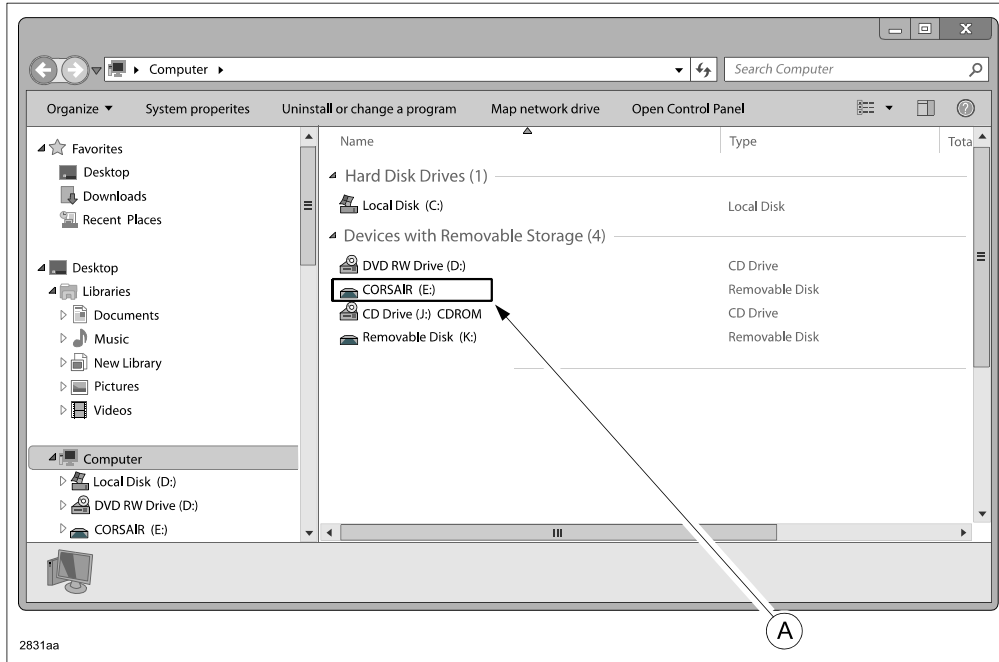 Computer
Search Computer
Organize System properites Uninstall or change a program Map network drive Open Control Panel
Favorites
Desktop
Downloads
Recent Places
Desktop
Libraries
Documents
Music
New Library
Pictures
Videos
Computer
Local Disk (D:)
DVD RW Drive (D:)
CORSAIR (E:)
Name Type Tota
Hard Disk Drives (1)
Local Disk (C:) Local Disk
Devices with Removable Storage (4)
DVD RW Drive (D:) CD Drive
CORSAIR (E:) Removable Disk
CD Drive (J:) CDROM CD Drive
Removable Disk (K:) Removable Disk
A
2831aa